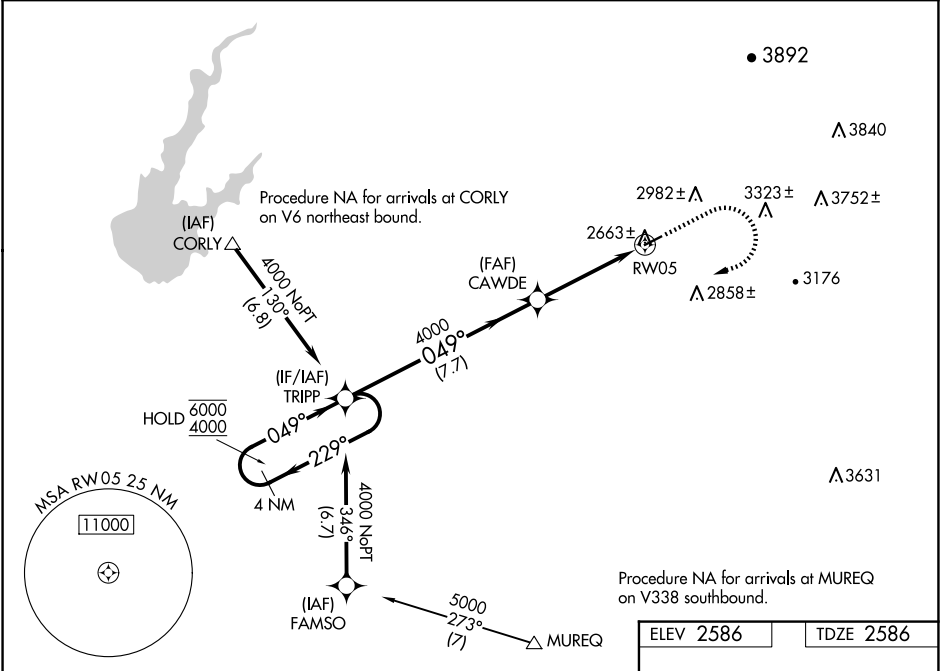 3892
3840
Procedure NA for arrivals at CORLY
on V6 northeast bound.
2982±
3323±
3752±
(IAF)
CORLY
2663±
RW05
(FAF)
CAWDE
3176
2858±
4000 NoPT
130°
(6.8)
4000
049°
(7.7)
(IF/IAF)
TRIPP
HOLD
6000
4000
049°
229°
4 NM
3631
MSA RW05 25 NM
11000
4000 NoPT
346°
(6.7)
(IAF)
FAMSO
5000
273°
(7)
MUREQ
Procedure NA for arrivals at MUREQ
on V338 southbound.
ELEV 2586
TDZE 2586